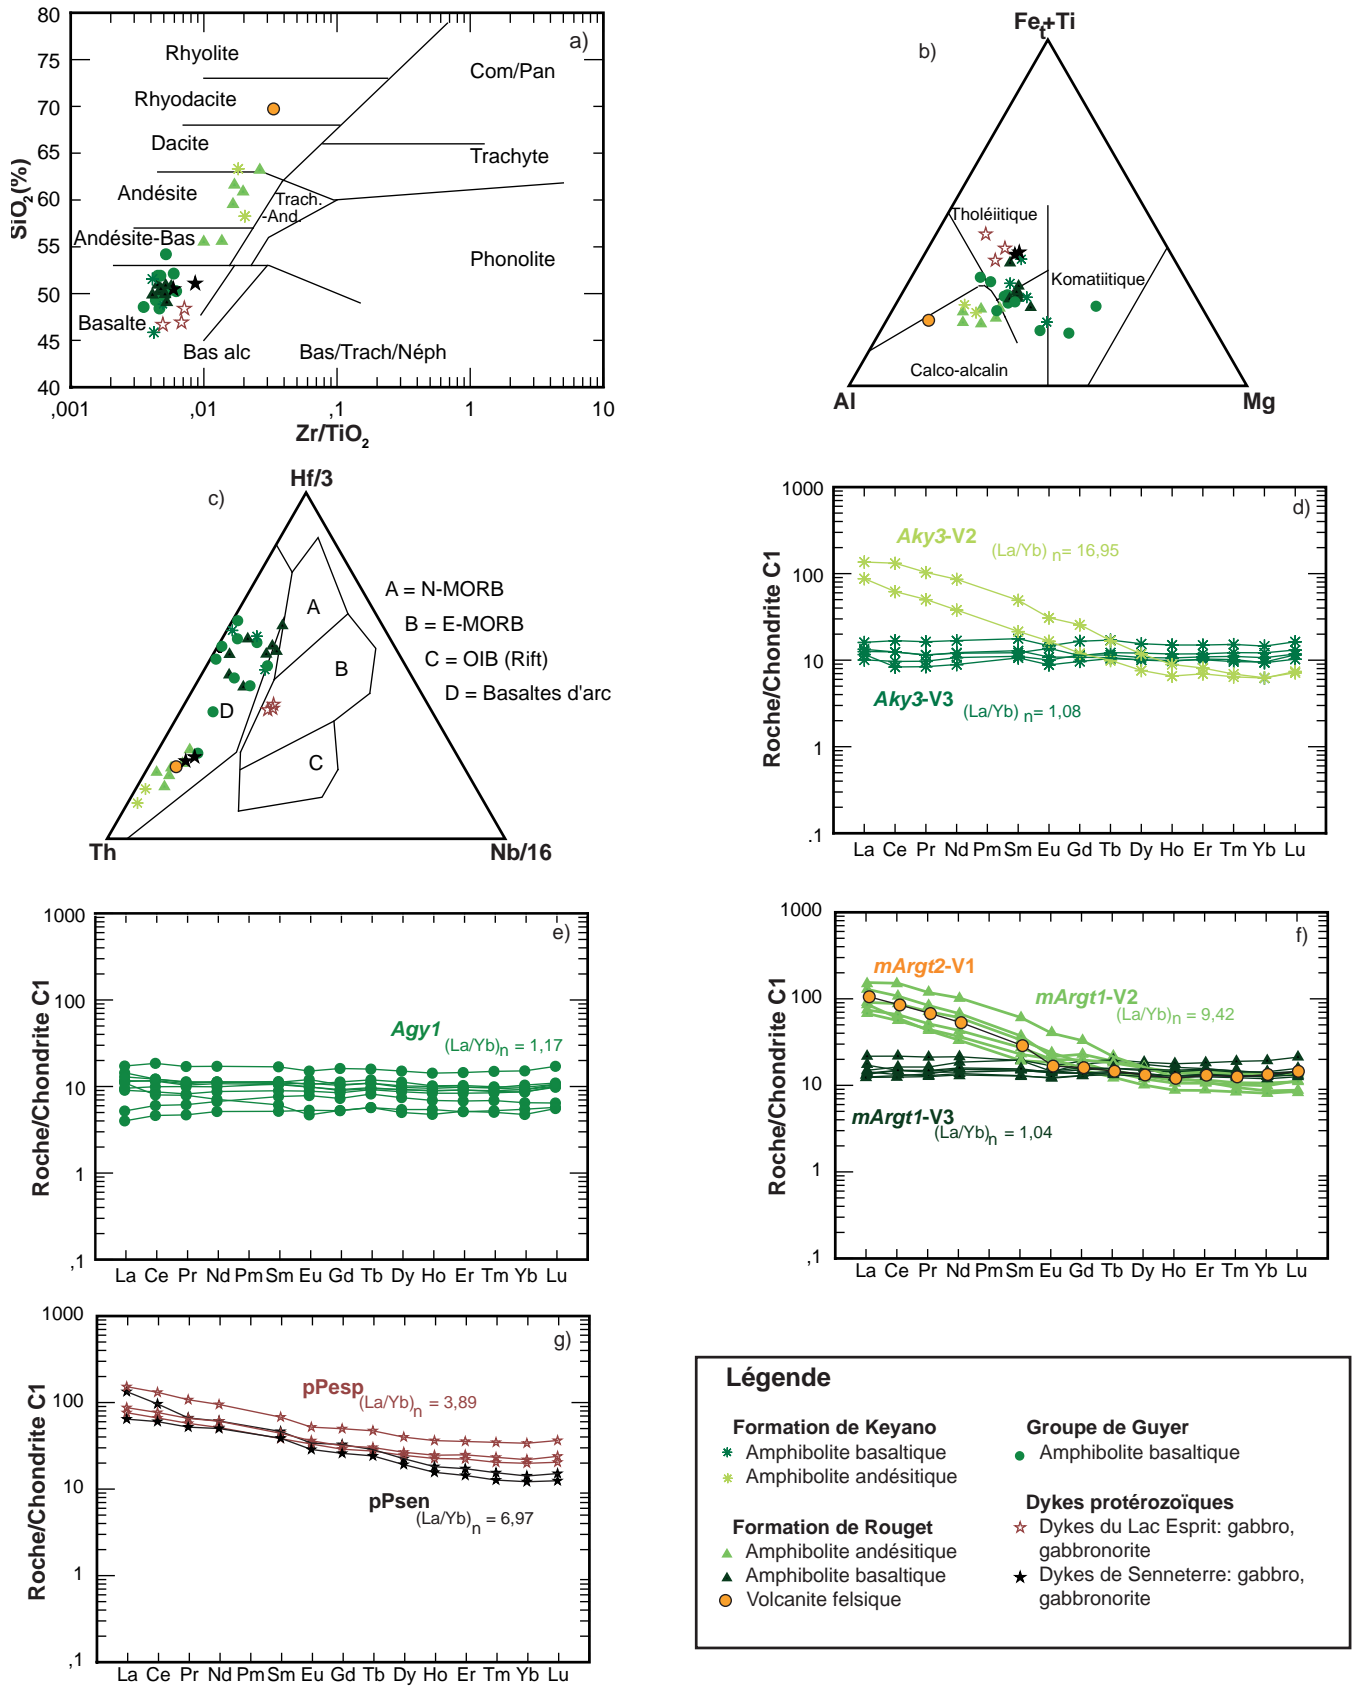 a)
80
75
70
65
60
55
50
45
40
SiO2(%)
Rhyolite
Com/Pan
Rhyodacite
Dacite
Trachyte
Andésite
Trach.
-And.
Andésite-Bas
Phonolite
Basalte
Bas alc
Bas/Trach/Néph
,001
,01
,1
1
10
Zr/TiO2
b)
Fet+Ti
Tholéiitique
Komatiitique
Calco-alcalin
Al
Mg
c)
Hf/3
A
B
C
D
A = N-MORB
B = E-MORB
C = OIB (Rift)
D = Basaltes d'arc
Th
Nb/16
d)
1000
100
10
1
.1
Roche/Chondrite C1
Aky3-V2
(La/Yb) n= 16,95
Aky3-V3
(La/Yb) n= 1,08
La Ce Pr Nd Pm Sm Eu Gd Tb Dy Ho Er Tm Yb Lu
e)
1000
100
10
1
,1
Roche/Chondrite C1
Agy1
(La/Yb)n = 1,17
La Ce Pr Nd Pm Sm Eu Gd Tb Dy Ho Er Tm Yb Lu
f)
1000
100
10
1
,1
Roche/Chondrite C1
mArgt2-V1
mArgt1-V2
(La/Yb)n = 9,42
mArgt1-V3
(La/Yb)n = 1,04
La Ce Pr Nd Pm Sm Eu Gd Tb Dy Ho Er Tm Yb Lu
g)
1000
100
10
1
,1
Roche/Chondrite C1
pPesp
(La/Yb)n = 3,89
pPsen
(La/Yb)n = 6,97
La Ce Pr Nd Pm Sm Eu Gd Tb Dy Ho Er Tm Yb Lu
Légende
Formation de Keyano
Amphibolite basaltique
Amphibolite andésitique
Formation de Rouget
Amphibolite andésitique
Amphibolite basaltique
Volcanite felsique
Groupe de Guyer
Amphibolite basaltique
Dykes protérozoïques
Dykes du Lac Esprit: gabbro,
gabbronorite
Dykes de Senneterre: gabbro,
gabbronorite